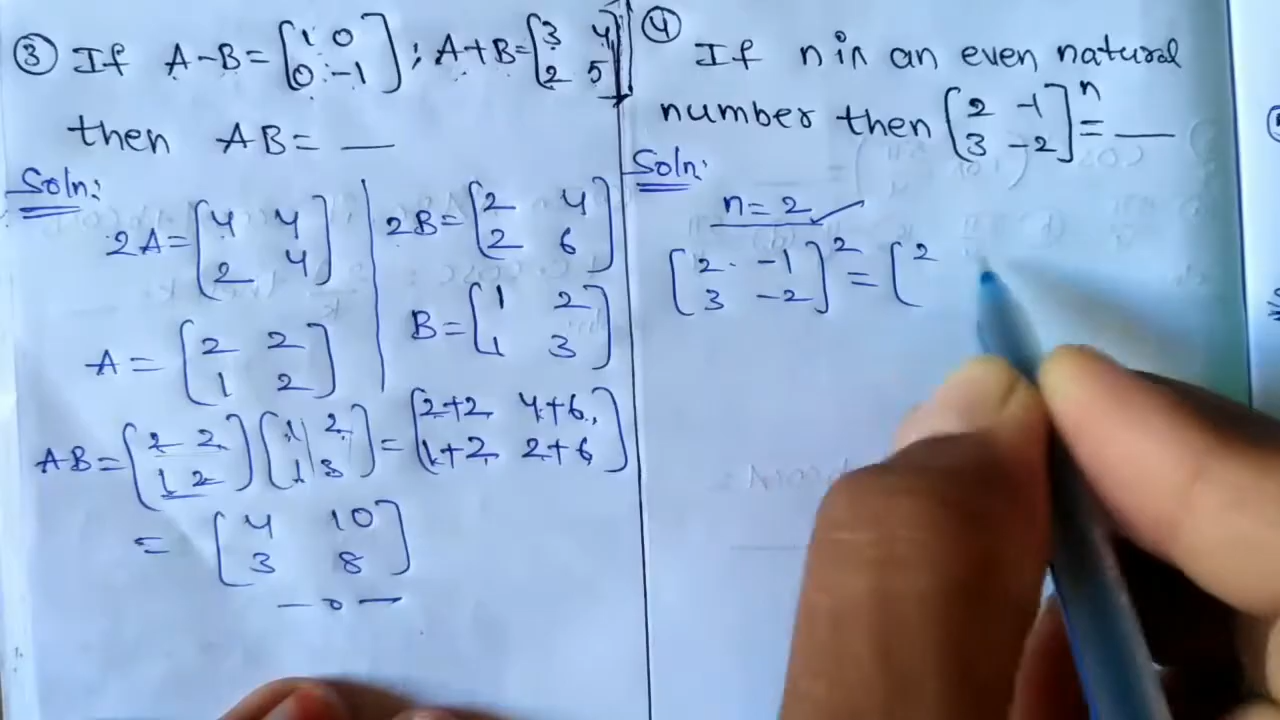 ③ If A-B=[1 0 0 -1]; A+B=[3 4 2 5]
then AB= —
Soln:
2A=[4 4 2 4]
2B=[2 4 2 6]
A=[2 2 1 2]
B=[1 2 1 3]
AB=[2 2 1 2][1 2 1 3]=[2+2 4+6 1+2 2+6]
=[4 10 3 8]
④ If n is an even natural
number then [2 -1 3 -2]ⁿ= —
Soln:
n=2
[2 -1 3 -2]²=[2